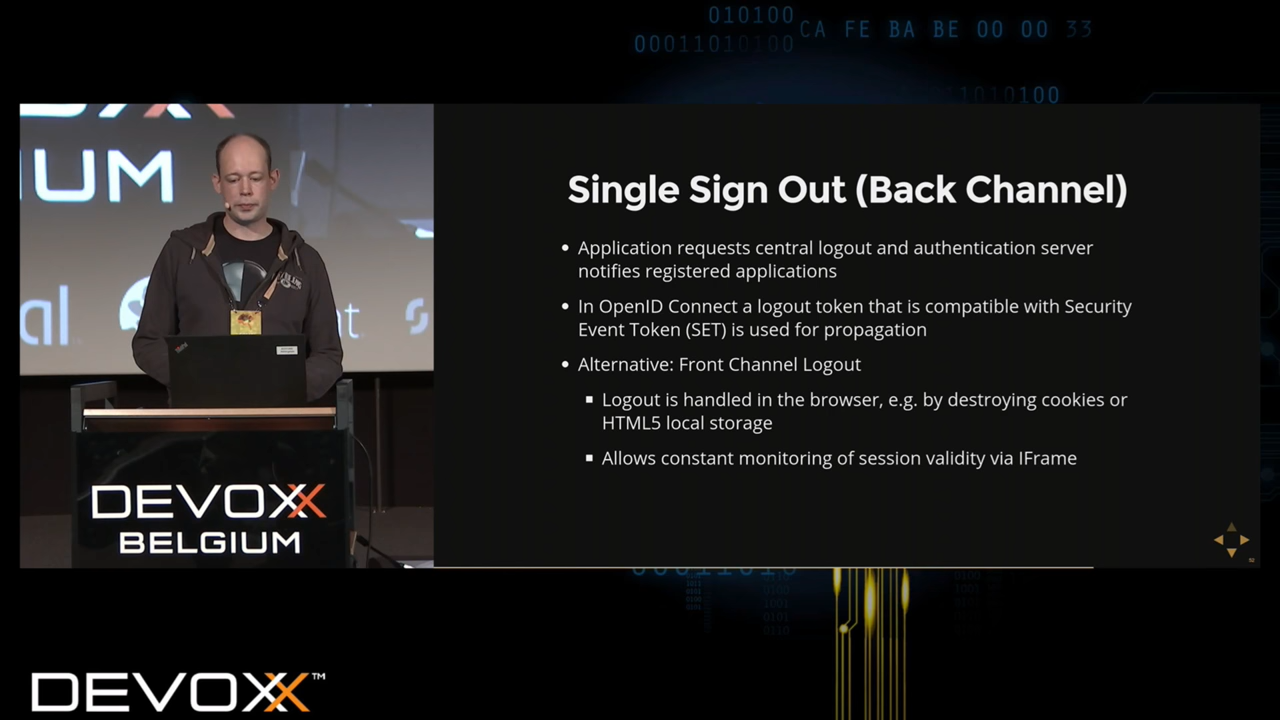 010100
00011010100
CA FE BA BE 00 00 33
1010100
IUM
al
t.
Single Sign Out (Back Channel)
• Application requests central logout and authentication server
notifies registered applications
• In OpenID Connect a logout token that is compatible with Security
Event Token (SET) is used for propagation
• Alternative: Front Channel Logout
▪ Logout is handled in the browser, e.g. by destroying cookies or
HTML5 local storage
▪ Allows constant monitoring of session validity via IFrame
52
DEVOXX
BELGIUM
DEVOXX™